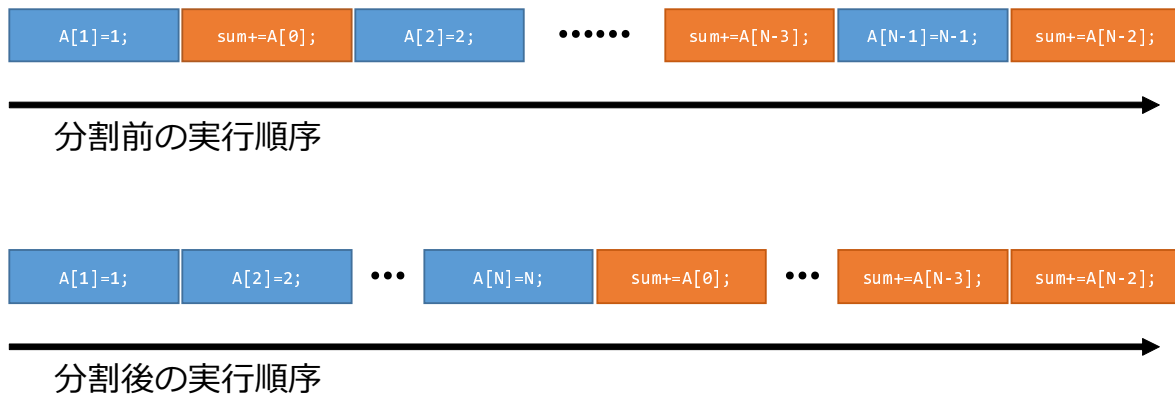 A[1]=1; sum+=A[0]; A[2]=2; •••••• sum+=A[N-3]; A[N-1]=N-1; sum+=A[N-2];
分割前の実行順序
A[1]=1; A[2]=2; ••• A[N]=N; sum+=A[0]; ••• sum+=A[N-3]; sum+=A[N-2];
分割後の実行順序